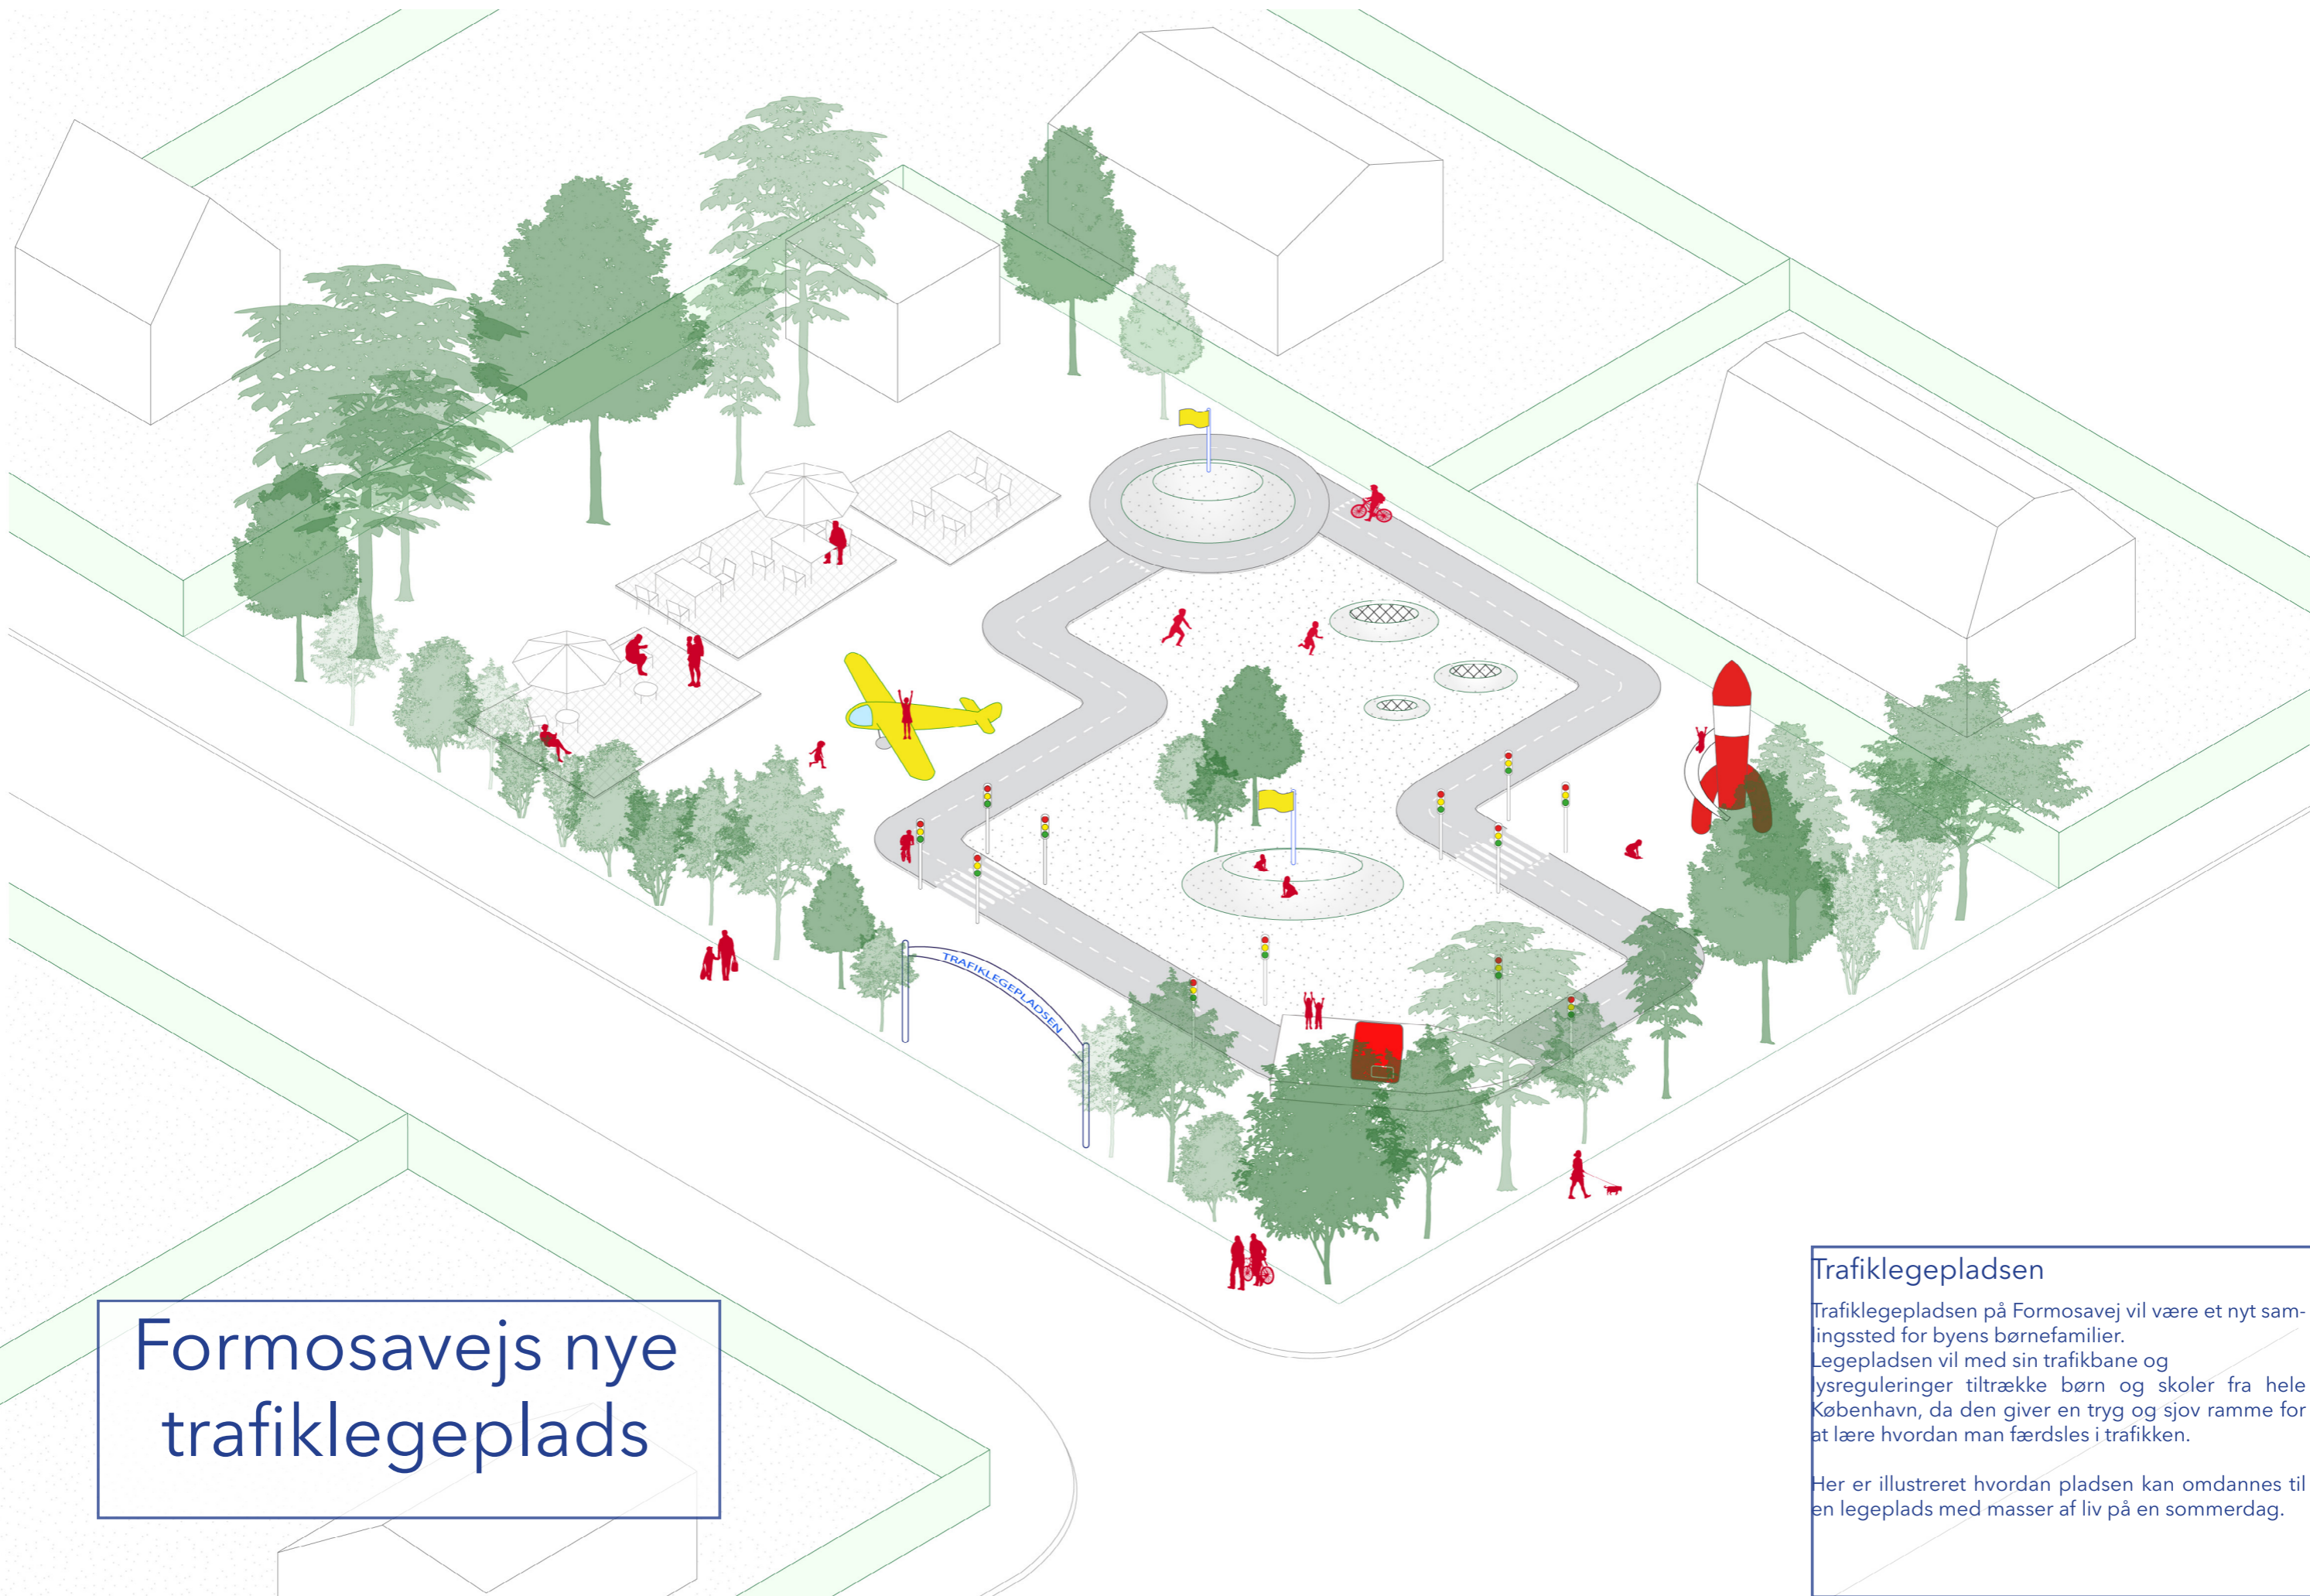 TRAFIKLEGEPLADSEN
Formosavejs nye
trafiklegeplads
Trafiklegepladsen
Trafiklegepladsen på Formosavej vil være et nyt sam-
lingssted for byens børnefamilier.
Legepladsen vil med sin trafikbane og
lysreguleringer tiltrække børn og skoler fra hele
København, da den giver en tryg og sjov ramme for
at lære hvordan man færdsles i trafikken.
Her er illustreret hvordan pladsen kan omdannes til
en legeplads med masser af liv på en sommerdag.